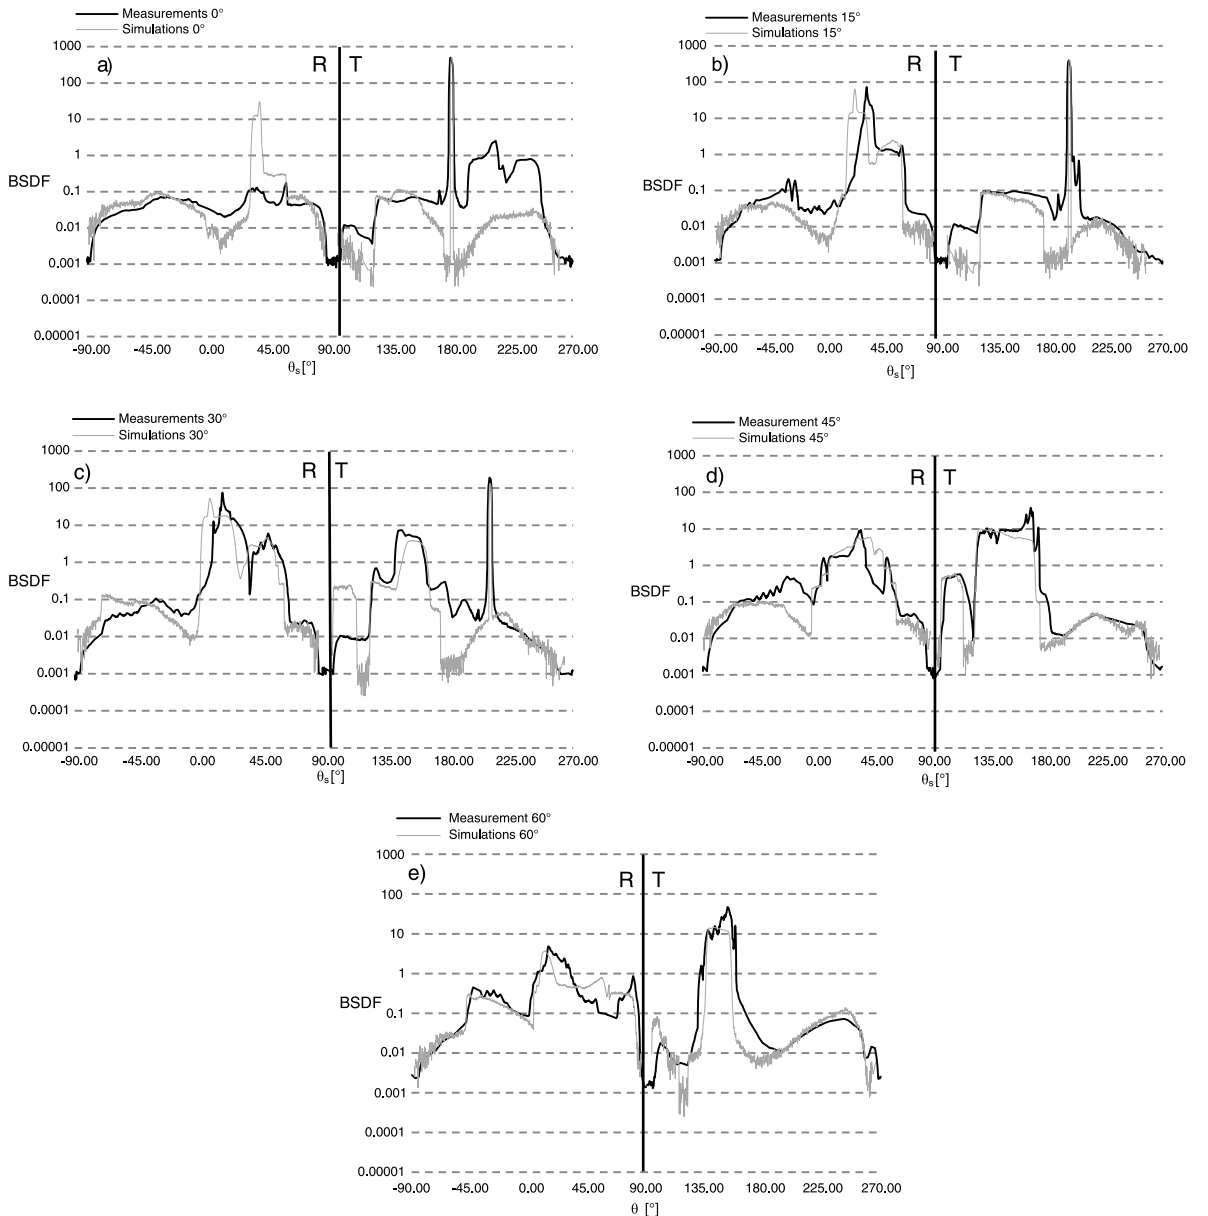 Measurements 0°
Simulations 0°
1000
100
10
1
0.1
0.01
0.001
0.0001
0.00001
BSDF
a)
R T
-90.00 -45.00 0.00 45.00 90.00 135.00 180.00 225.00 270.00
θs[°]
Measurements 15°
Simulations 15°
1000
100
10
1
0.1
0.01
0.001
0.0001
0.00001
BSDF
b)
R T
-90.00 -45.00 0.00 45.00 90.00 135.00 180.00 225.00 270.00
θs[°]
Measurements 30°
Simulations 30°
1000
100
10
1
0.1
0.01
0.001
0.0001
0.00001
BSDF
c)
R T
-90.00 -45.00 0.00 45.00 90.00 135.00 180.00 225.00 270.00
θs[°]
Measurement 45°
Simulations 45°
1000
100
10
1
0.1
0.01
0.001
0.0001
0.00001
BSDF
d)
R T
-90.00 -45.00 0.00 45.00 90.00 135.00 180.00 225.00 270.00
θs[°]
Measurement 60°
Simulations 60°
1000
100
10
1
0.1
0.01
0.001
0.0001
0.00001
BSDF
e)
R T
-90.00 -45.00 0.00 45.00 90.00 135.00 180.00 225.00 270.00
θ [°]